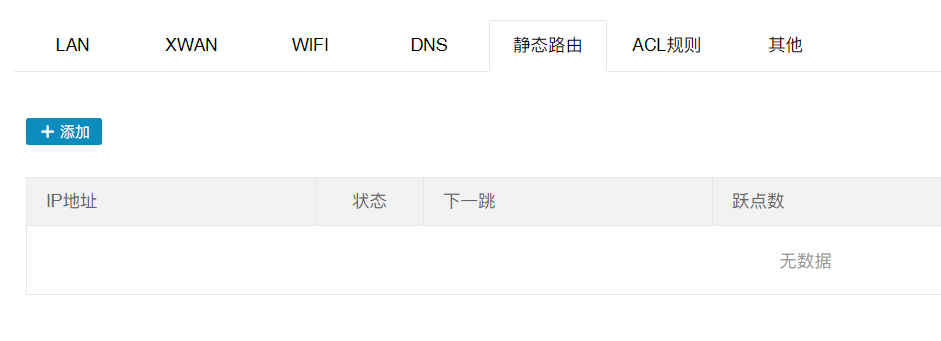 LAN XWAN WIFI DNS 静态路由 ACL规则 其他
+ 添加
IP地址 状态 下一跳 跃点数
无数据